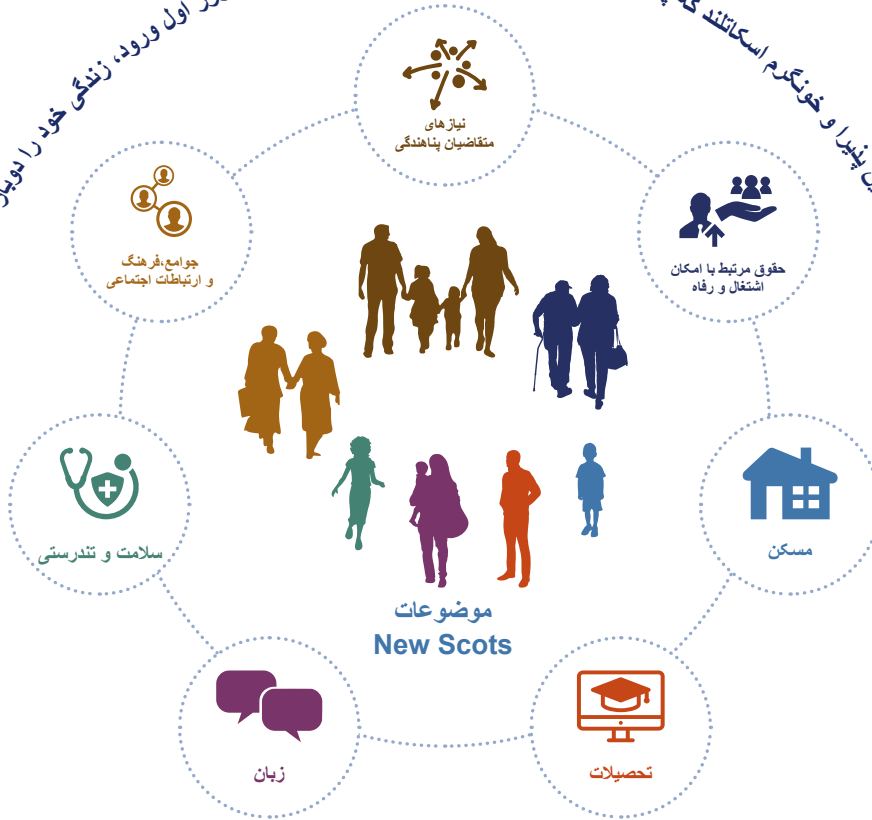 پذیرا و خونگرم اسکاتلند که
اول ورود، زندگی خود را
نیازهای
متقاضیان پناهندگی
حقوق مرتبط با امکان
اشتغال و رفاه
جوامع،فرهنگ
و ارتباطات اجتماعی
مسکن
سلامت و تندرستی
موضوعات
New Scots
تحصیلات
زبان